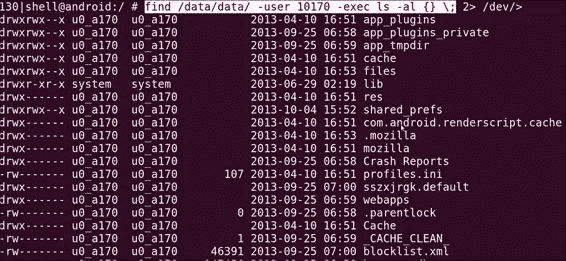 130|shell@android:/ # find /data/data/ -user 10170 -exec ls -al {} \; 2> /dev/>
drwxrwx--x u0_a170 u0_a170 2013-04-10 16:51 app_plugins
drwx------ u0_a170 u0_a170 2013-09-25 06:58 app_plugins_private
drwxrwx--x u0_a170 u0_a170 2013-09-25 06:59 app_tmpdir
drwxrwx--x u0_a170 u0_a170 2013-04-10 16:51 cache
drwxrwx--x u0_a170 u0_a170 2013-04-10 16:53 files
drwxr-xr-x system system 2013-06-29 02:19 lib
drwx------ u0_a170 u0_a170 2013-04-10 16:51 res
drwxrwx--x u0_a170 u0_a170 2013-10-04 15:52 shared_prefs
drwx------ u0_a170 u0_a170 2013-04-10 16:51 com.android.renderscript.cache
drwx------ u0_a170 u0_a170 2013-04-10 16:53 .mozilla
drwx------ u0_a170 u0_a170 2013-04-10 16:51 mozilla
drwx------ u0_a170 u0_a170 2013-09-25 06:58 Crash Reports
-rw------- u0_a170 u0_a170 107 2013-04-10 16:51 profiles.ini
drwx------ u0_a170 u0_a170 2013-09-25 07:00 sszxjrgk.default
drwx------ u0_a170 u0_a170 2013-09-25 06:59 webapps
-rw------- u0_a170 u0_a170 0 2013-09-25 06:58 .parentlock
drwx------ u0_a170 u0_a170 2013-04-10 16:51 Cache
-rw------- u0_a170 u0_a170 1 2013-09-25 06:59 _CACHE_CLEAN_
-rw------- u0_a170 u0_a170 46391 2013-09-25 07:00 blocklist.xml